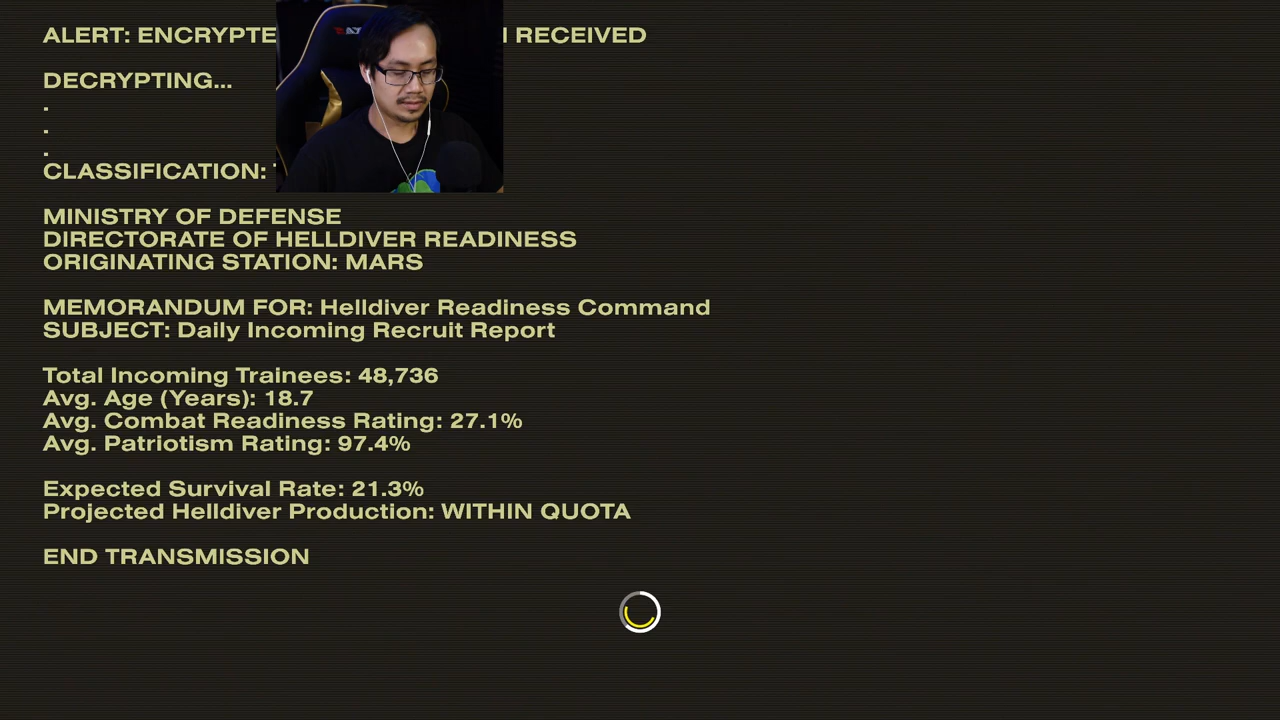 ALERT: ENCRYPTE RECEIVED
DECRYPTING...
.
.
.
CLASSIFICATION:
MINISTRY OF DEFENSE
DIRECTORATE OF HELLDIVER READINESS
ORIGINATING STATION: MARS
MEMORANDUM FOR: Helldiver Readiness Command
SUBJECT: Daily Incoming Recruit Report
Total Incoming Trainees: 48,736
Avg. Age (Years): 18.7
Avg. Combat Readiness Rating: 27.1%
Avg. Patriotism Rating: 97.4%
Expected Survival Rate: 21.3%
Projected Helldiver Production: WITHIN QUOTA
END TRANSMISSION